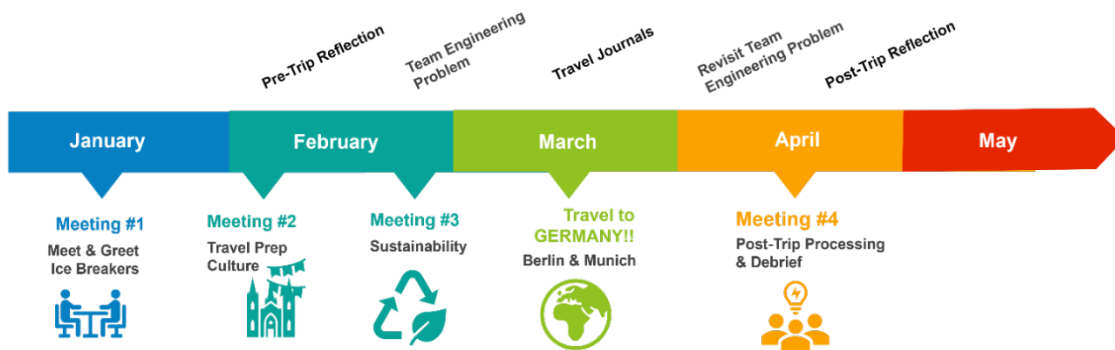 Pre-Trip Reflection
Team Engineering
Problem
Travel Journals
Revisit Team
Engineering Problem
Post-Trip Reflection
January
February
March
April
May
Meeting #1
Meet & Greet
Ice Breakers
Meeting #2
Travel Prep
Culture
Meeting #3
Sustainability
Travel to
GERMANY!!
Berlin & Munich
Meeting #4
Post-Trip Processing
& Debrief